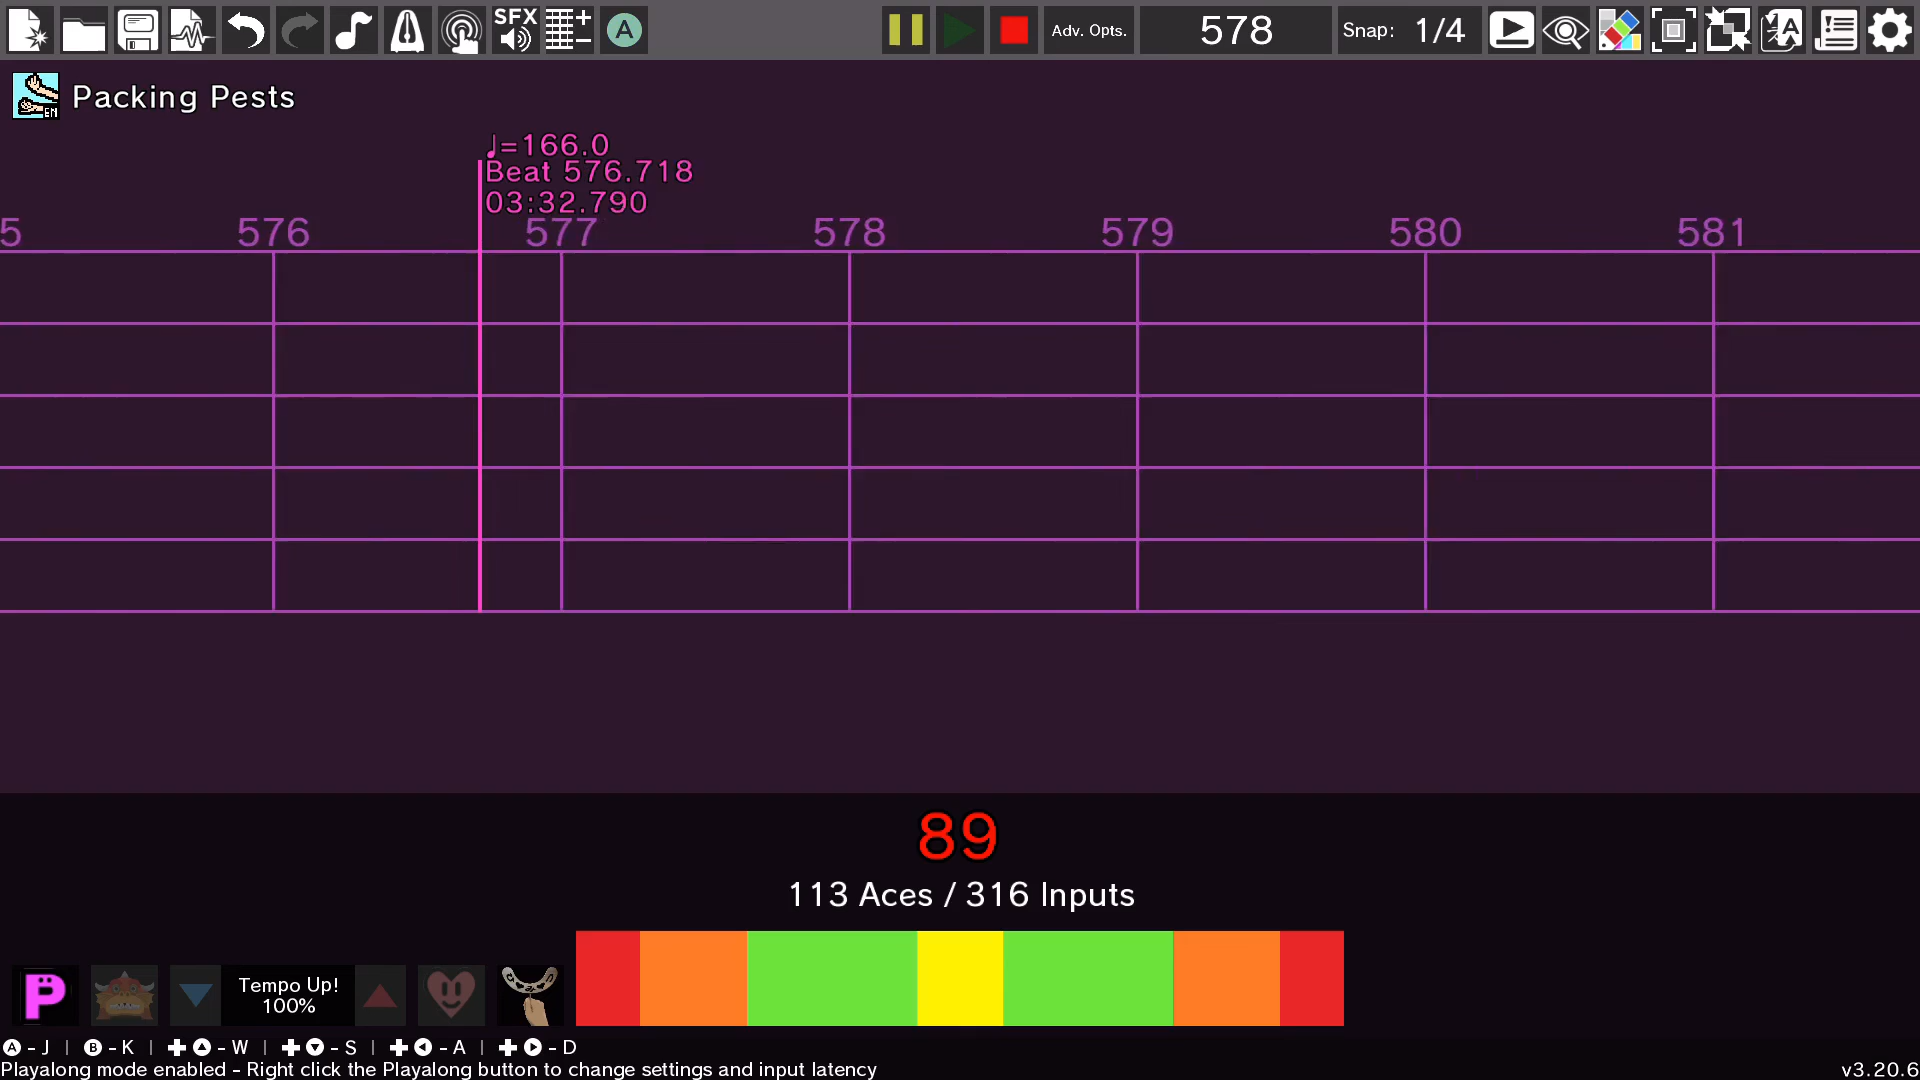 SFX
A
Adv. Opts.
578
Snap: 1/4
A
EN
Packing Pests
♩=166.0
Beat 576.718
03:32.790
5 576 577 578 579 580 581
89
113 Aces / 316 Inputs
P
Tempo Up!
100%
A - J | B - K | ✚▲ - W | ✚▼ - S | ✚◀ - A | ✚▶ - D
Playalong mode enabled - Right click the Playalong button to change settings and input latency
v3.20.6